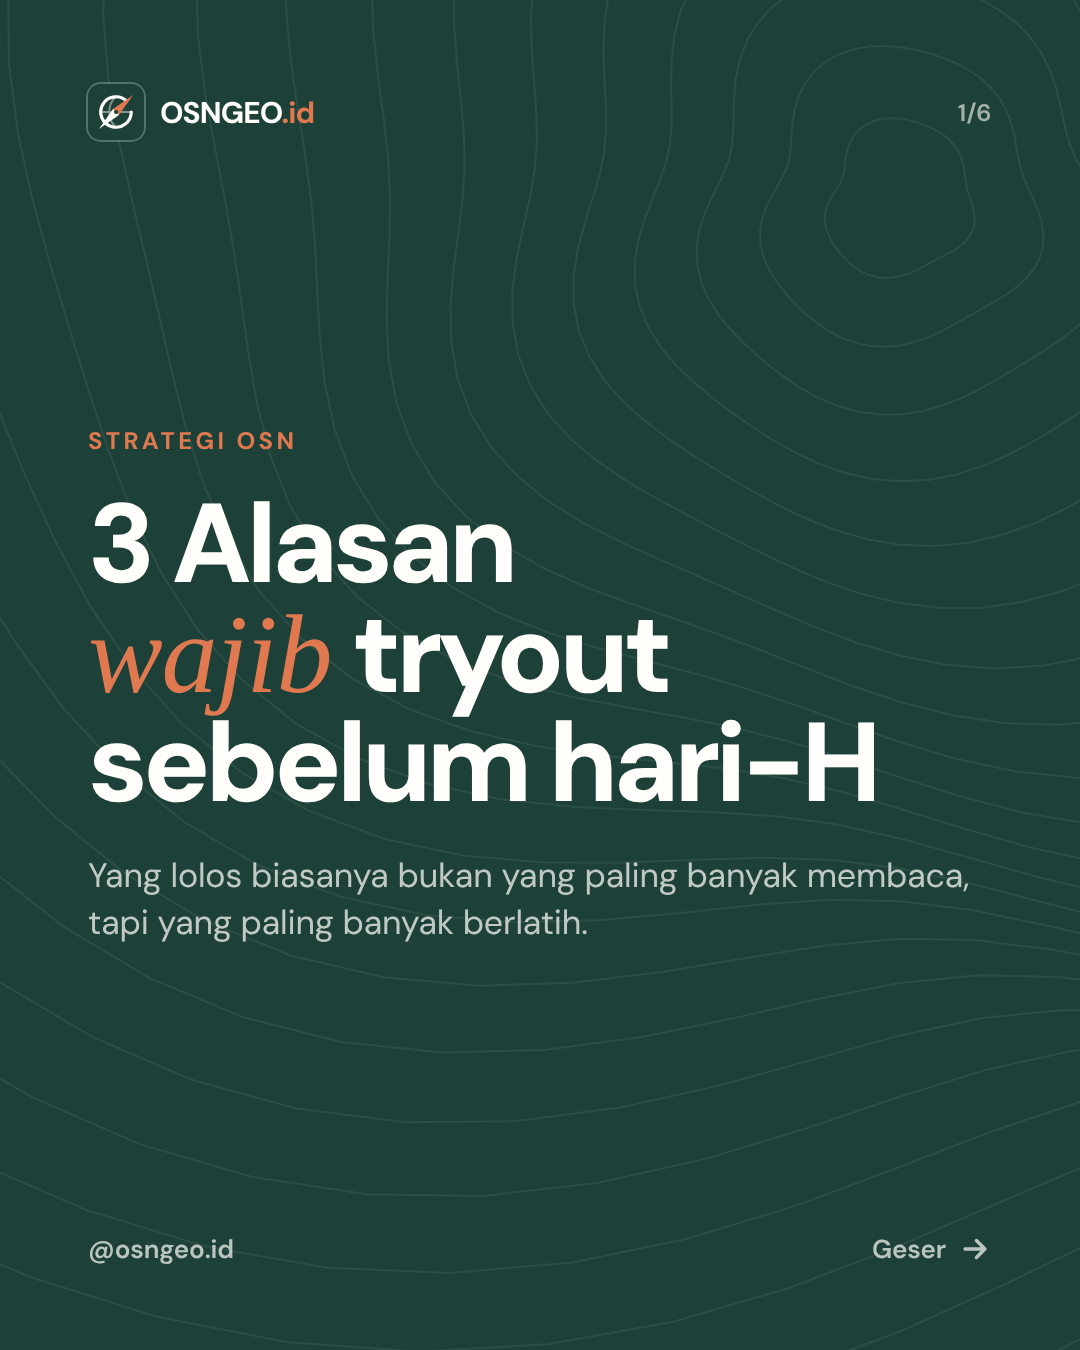 OSNGEO.id
1/6
STRATEGI OSN
3 Alasan
wajib tryout
sebelum hari-H
Yang lolos biasanya bukan yang paling banyak membaca,
tapi yang paling banyak berlatih.
@osngeo.id
Geser →